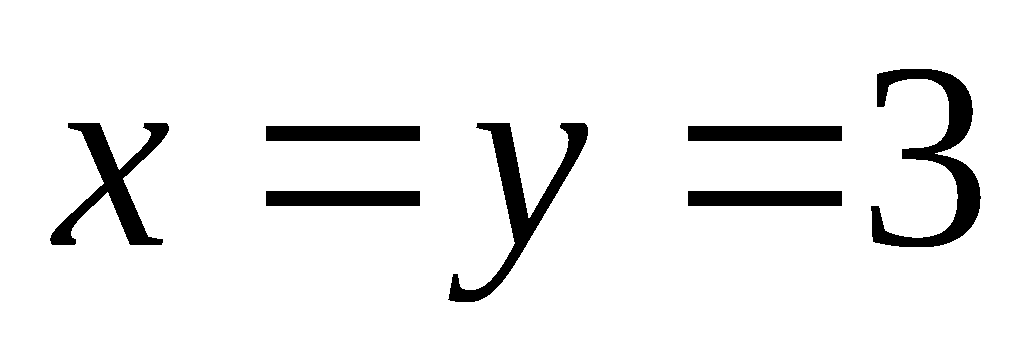 x = y = 3